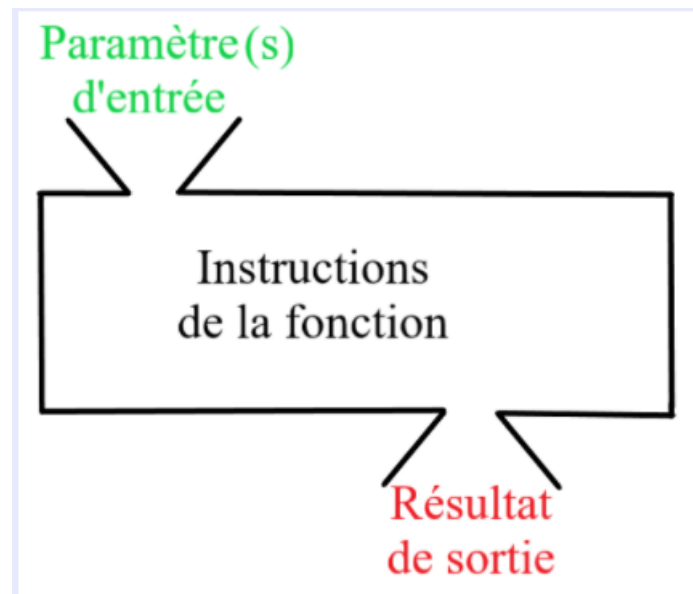 Paramètre(s)
d'entrée
Instructions
de la fonction
Résultat
de sortie